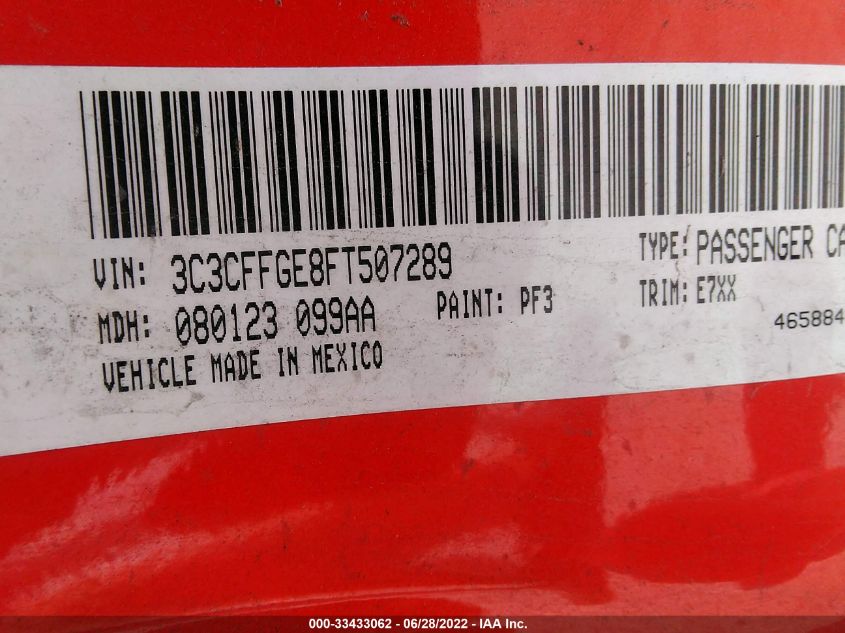 VIN: 3C3CFFGE8FT507289
TYPE: PASSENGER CA
MDH: 080123 099AA
PAINT: PF3
TRIM: E7XX
VEHICLE MADE IN MEXICO
465884
000-33433062 - 06/28/2022 - IAA Inc.